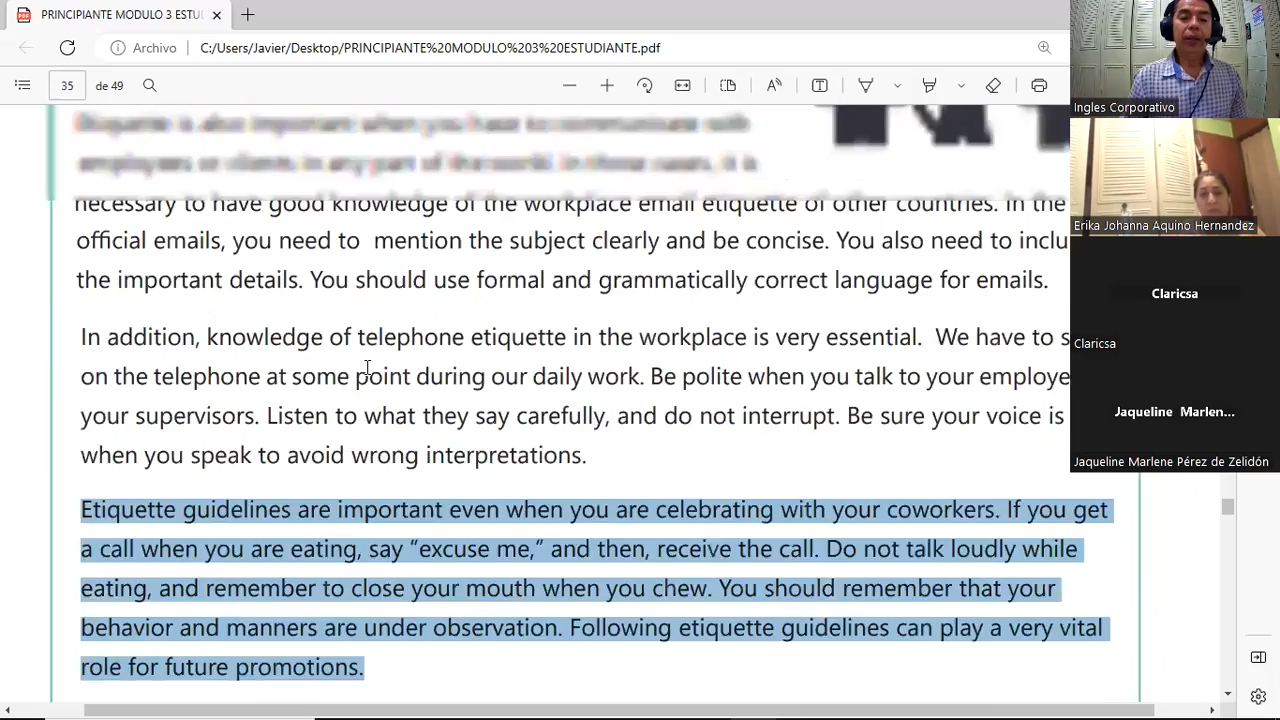 PRINCIPIANTE MODULO 3 ESTU
Archivo
C:/Users/Javier/Desktop/PRINCIPIANTE%20MODULO%203%20ESTUDIANTE.pdf
35
de 49
Ingles Corporativo
Erika Johanna Aquino Hernandez
Claricsa
Claricsa
Jaqueline Marlen...
Jaqueline Marlene Pérez de Zelidón
necessary to have good knowledge of the workplace email etiquette of other countries. In the
official emails, you need to mention the subject clearly and be concise. You also need to inclu
the important details. You should use formal and grammatically correct language for emails.
In addition, knowledge of telephone etiquette in the workplace is very essential. We have to s
on the telephone at some point during our daily work. Be polite when you talk to your employe
your supervisors. Listen to what they say carefully, and do not interrupt. Be sure your voice is
when you speak to avoid wrong interpretations.
Etiquette guidelines are important even when you are celebrating with your coworkers. If you get
a call when you are eating, say “excuse me,” and then, receive the call. Do not talk loudly while
eating, and remember to close your mouth when you chew. You should remember that your
behavior and manners are under observation. Following etiquette guidelines can play a very vital
role for future promotions.